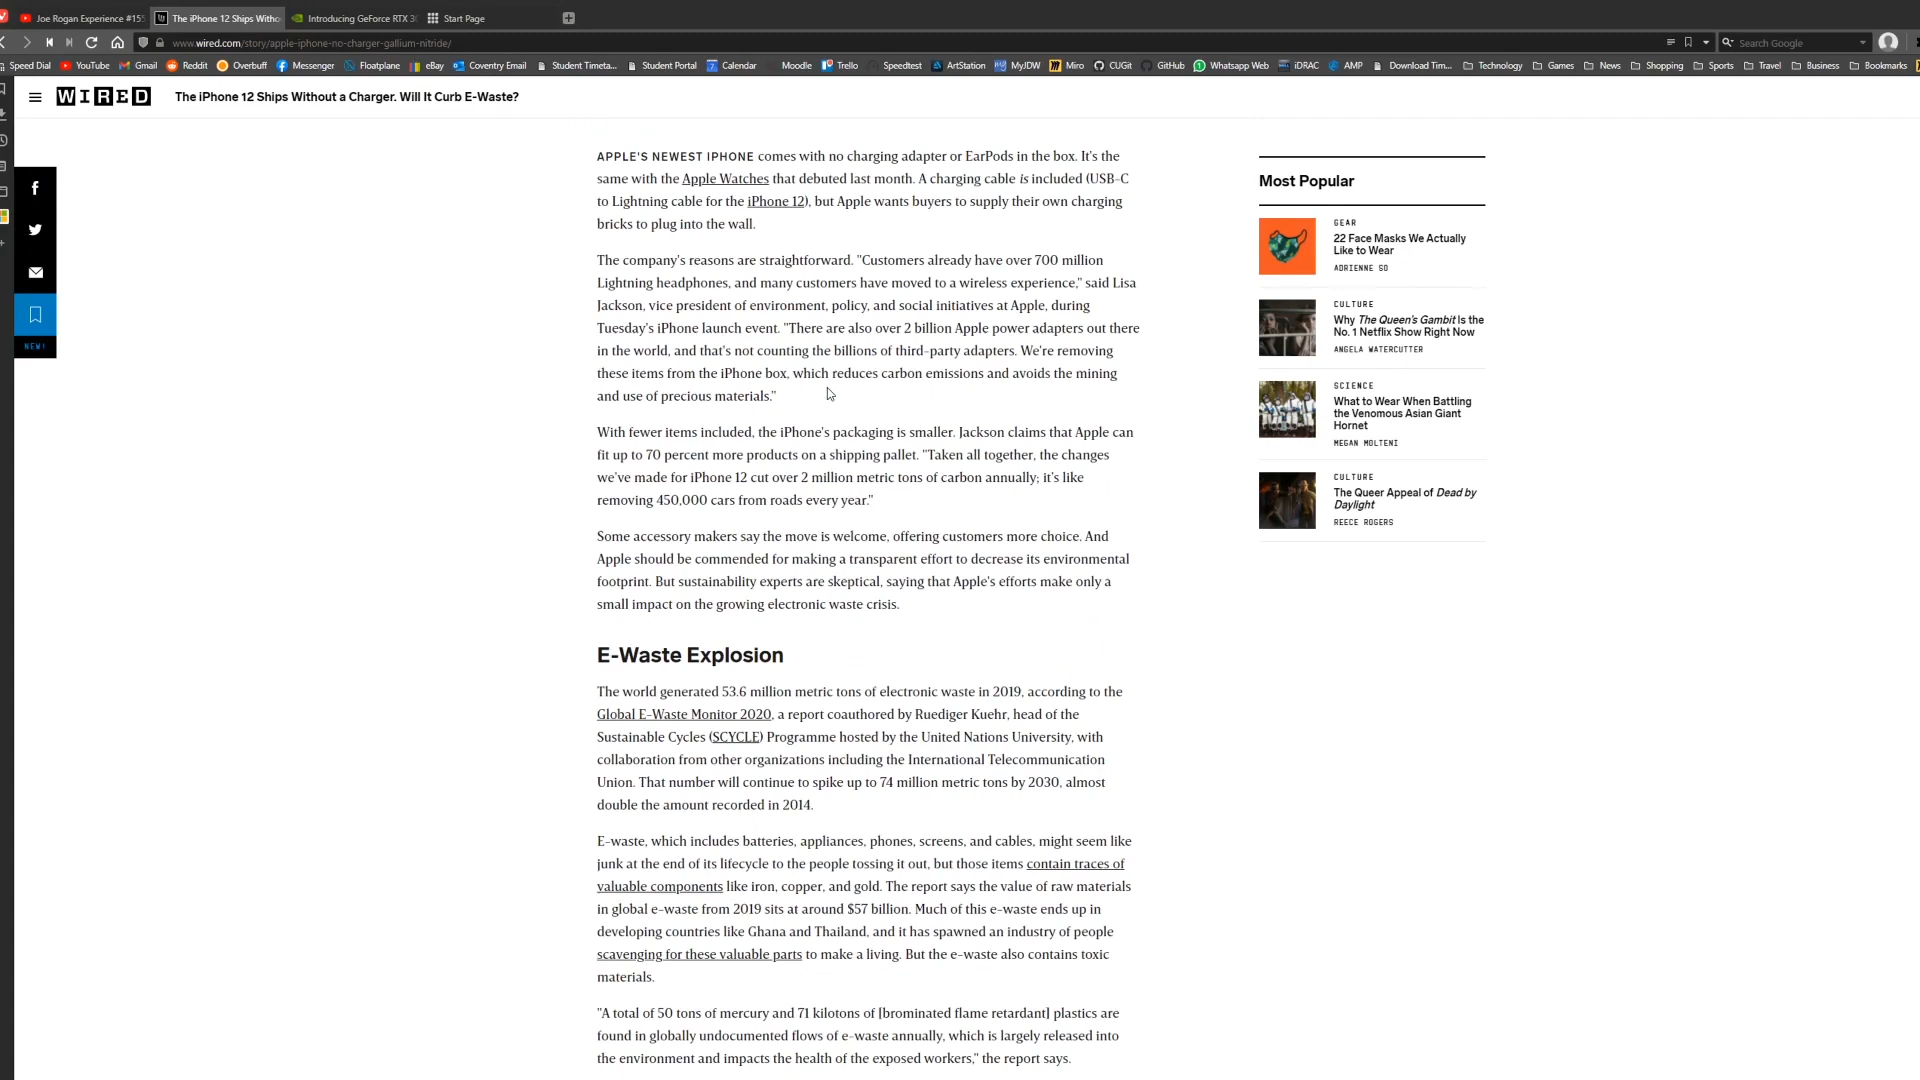 Joe Rogan Experience #155
The iPhone 12 Ships Witho
Introducing GeForce RTX 3
Start Page
www.wired.com/story/apple-iphone-no-charger-gallium-nitride/
Search Google
Speed Dial
YouTube
Gmail
Reddit
Overbuff
Messenger
Floatplane
eBay
Coventry Email
Student Timeta...
Student Portal
Calendar
Moodle
Trello
Speedtest
ArtStation
MyJDW
Miro
CUGit
GitHub
Whatsapp Web
iDRAC
AMP
Download Tim...
Technology
Games
News
Shopping
Sports
Travel
Business
Bookmarks
WIRED
The iPhone 12 Ships Without a Charger. Will It Curb E-Waste?
NEW!
APPLE'S NEWEST IPHONE comes with no charging adapter or EarPods in the box. It's the
same with the Apple Watches that debuted last month. A charging cable is included (USB-C
to Lightning cable for the iPhone 12), but Apple wants buyers to supply their own charging
bricks to plug into the wall.
The company's reasons are straightforward. "Customers already have over 700 million
Lightning headphones, and many customers have moved to a wireless experience," said Lisa
Jackson, vice president of environment, policy, and social initiatives at Apple, during
Tuesday's iPhone launch event. "There are also over 2 billion Apple power adapters out there
in the world, and that's not counting the billions of third-party adapters. We're removing
these items from the iPhone box, which reduces carbon emissions and avoids the mining
and use of precious materials."
With fewer items included, the iPhone's packaging is smaller. Jackson claims that Apple can
fit up to 70 percent more products on a shipping pallet. "Taken all together, the changes
we've made for iPhone 12 cut over 2 million metric tons of carbon annually; it's like
removing 450,000 cars from roads every year."
Some accessory makers say the move is welcome, offering customers more choice. And
Apple should be commended for making a transparent effort to decrease its environmental
footprint. But sustainability experts are skeptical, saying that Apple's efforts make only a
small impact on the growing electronic waste crisis.
E-Waste Explosion
The world generated 53.6 million metric tons of electronic waste in 2019, according to the
Global E-Waste Monitor 2020, a report coauthored by Ruediger Kuehr, head of the
Sustainable Cycles (SCYCLE) Programme hosted by the United Nations University, with
collaboration from other organizations including the International Telecommunication
Union. That number will continue to spike up to 74 million metric tons by 2030, almost
double the amount recorded in 2014.
E-waste, which includes batteries, appliances, phones, screens, and cables, might seem like
junk at the end of its lifecycle to the people tossing it out, but those items contain traces of
valuable components like iron, copper, and gold. The report says the value of raw materials
in global e-waste from 2019 sits at around $57 billion. Much of this e-waste ends up in
developing countries like Ghana and Thailand, and it has spawned an industry of people
scavenging for these valuable parts to make a living. But the e-waste also contains toxic
materials.
"A total of 50 tons of mercury and 71 kilotons of [brominated flame retardant] plastics are
found in globally undocumented flows of e-waste annually, which is largely released into
the environment and impacts the health of the exposed workers," the report says.
Most Popular
GEAR
22 Face Masks We Actually
Like to Wear
ADRIENNE SO
CULTURE
Why The Queen's Gambit Is the
No. 1 Netflix Show Right Now
ANGELA WATERCUTTER
SCIENCE
What to Wear When Battling
the Venomous Asian Giant
Hornet
MEGAN MOLTENI
CULTURE
The Queer Appeal of Dead by
Daylight
REECE ROGERS